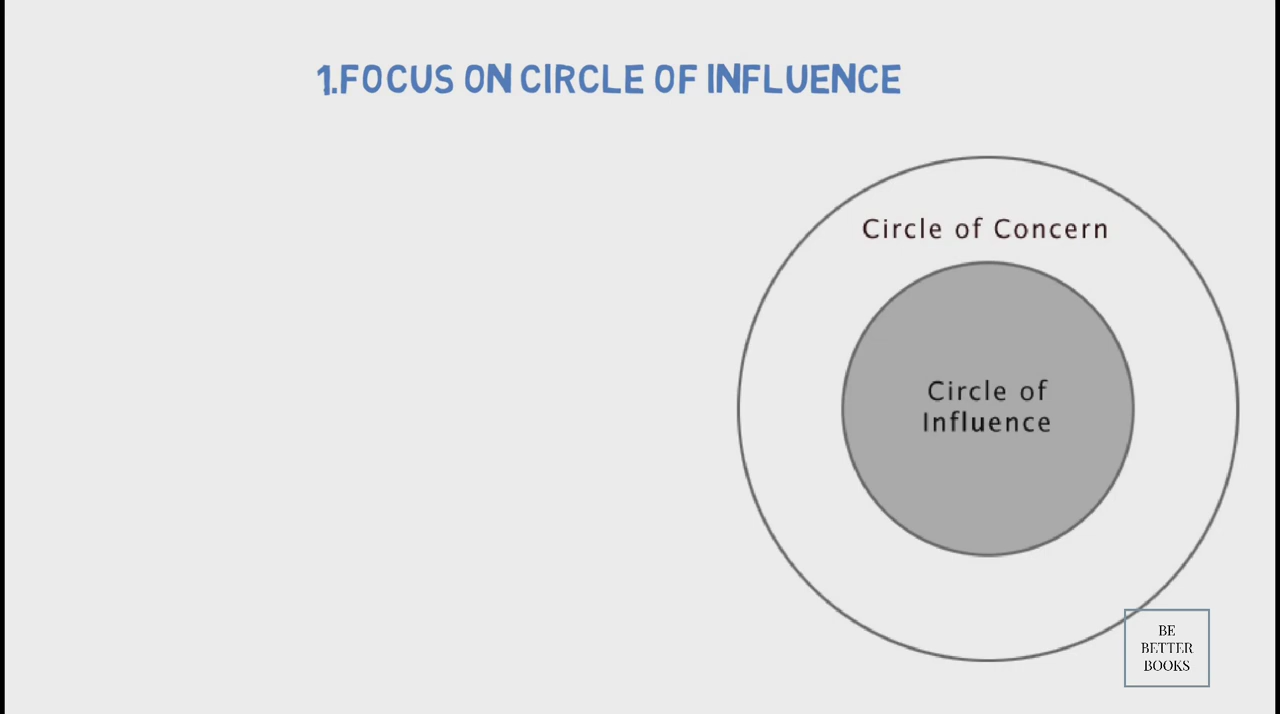 1.FOCUS ON CIRCLE OF INFLUENCE
Circle of Concern
Circle of
Influence
BE
BETTER
BOOKS